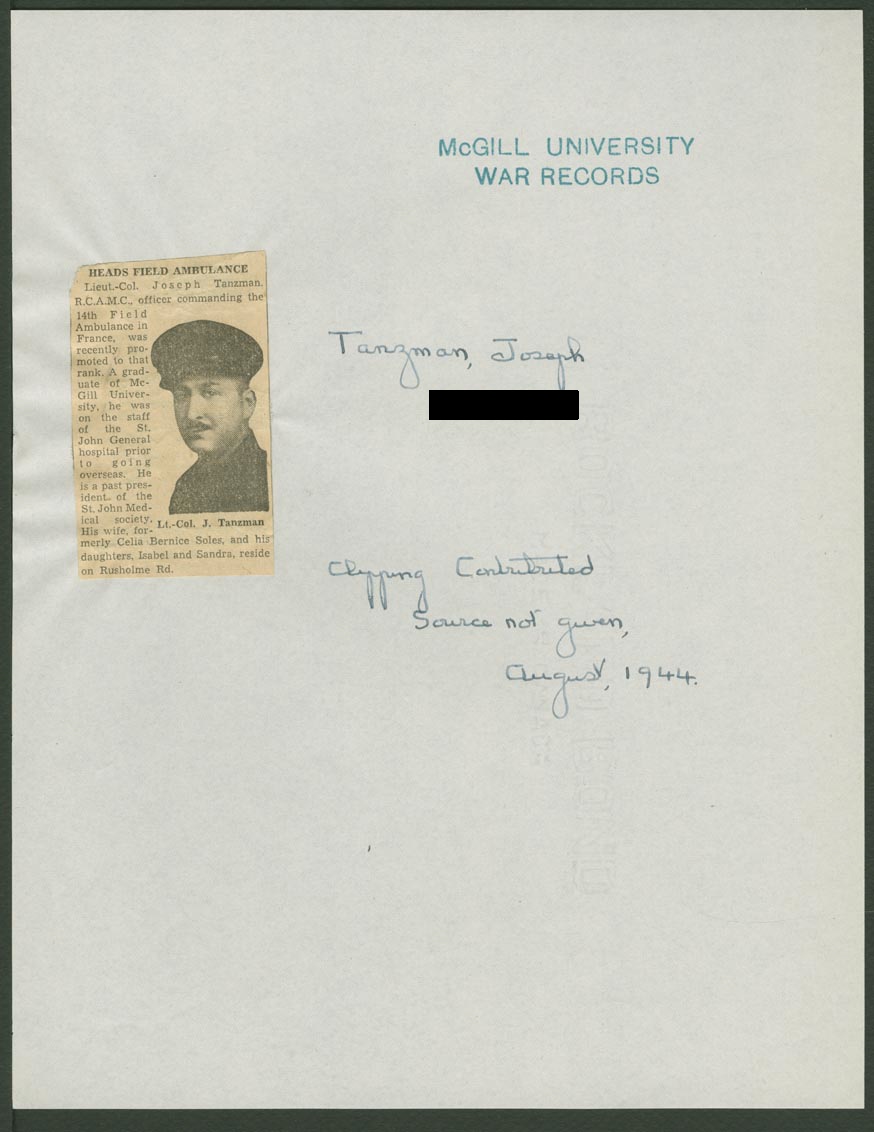 McGILL UNIVERSITY
WAR RECORDS
HEADS FIELD AMBULANCE
Lieut.-Col. Joseph Tanzman,
R.C.A.M.C., officer commanding the
14th Field
Ambulance in
France, was
recently pro-
moted to that
rank. A grad-
uate of Mc-
Gill Univer-
sity, he was
on the staff
of the St.
John General
hospital prior
to going
overseas. He
is a past pres-
ident of the
St. John Med-
ical society.
His wife, for-
merly Celia Bernice Soles, and his
daughters, Isabel and Sandra, reside
on Rusholme Rd.
Lt.-Col. J. Tanzman
Tanzman, Joseph
Clipping Contributed
Source not given,
August, 1944.